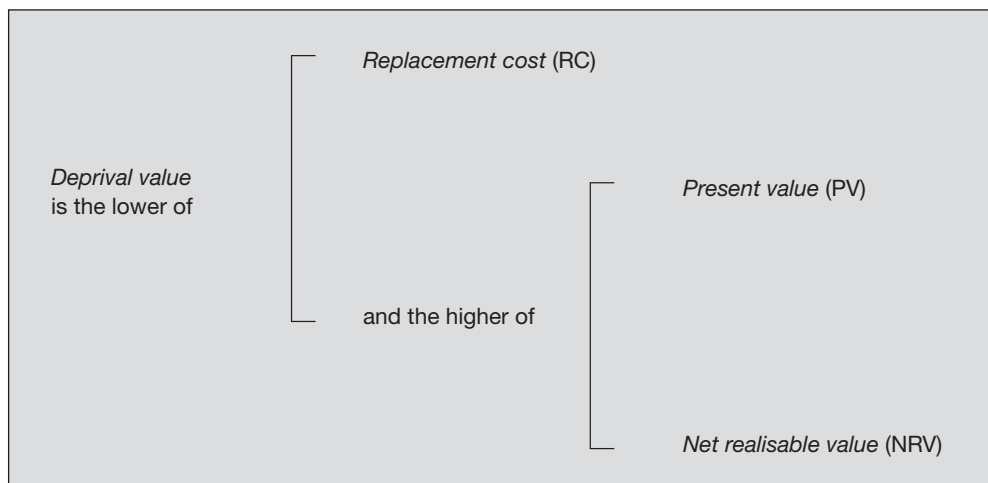 Replacement cost (RC)
Deprival value
is the lower of
Present value (PV)
and the higher of
Net realisable value (NRV)